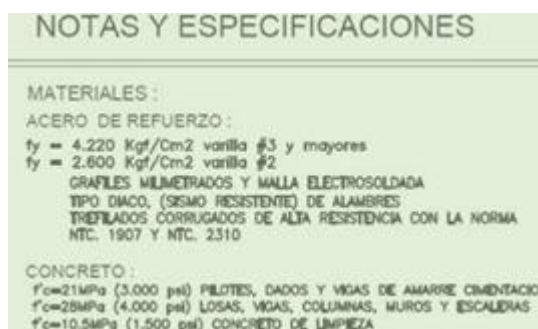 NOTAS Y ESPECIFICACIONES
MATERIALES :
ACERO DE REFUERZO :
fy = 4.220 Kgf/Cm2 varilla #3 y mayores
fy = 2.600 Kgf/Cm2 varilla #2
GRAFILES MILIMETRADOS Y MALLA ELECTROSOLDADA
TIPO DIACO, (SISMO RESISTENTE) DE ALAMBRES
TREFILADOS CORRUGADOS DE ALTA RESISTENCIA CON LA NORMA
NTC. 1907 Y NTC. 2310
CONCRETO :
f'c=21MPa (3.000 psi) PILOTES, DADOS Y VIGAS DE AMARRE CIMENTACIO
f'c=28MPa (4.000 psi) LOSAS, VIGAS, COLUMNAS, MUROS Y ESCALERAS
f'c=10.5MPa (1.500 psi) CONCRETO DE LIMPIEZA